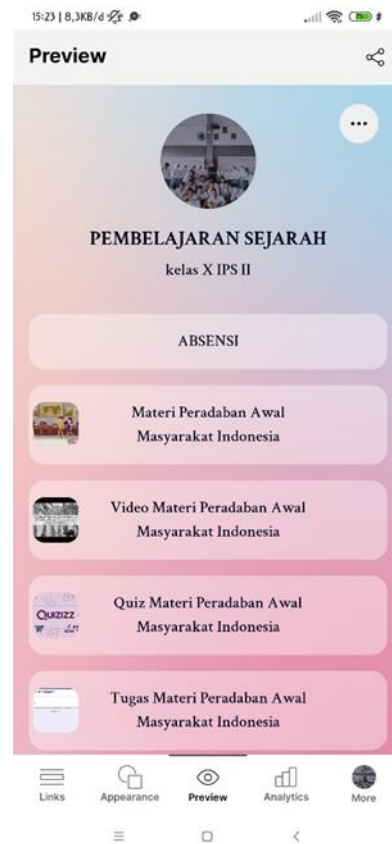 15:23 | 8,3KB/d
Preview
PEMBELAJARAN SEJARAH
kelas X IPS II
ABSENSI
Materi Peradaban Awal
Masyarakat Indonesia
Video Materi Peradaban Awal
Masyarakat Indonesia
QUIZIZZ
Quiz Materi Peradaban Awal
Masyarakat Indonesia
Tugas Materi Peradaban Awal
Masyarakat Indonesia
Links
Appearance
Preview
Analytics
More